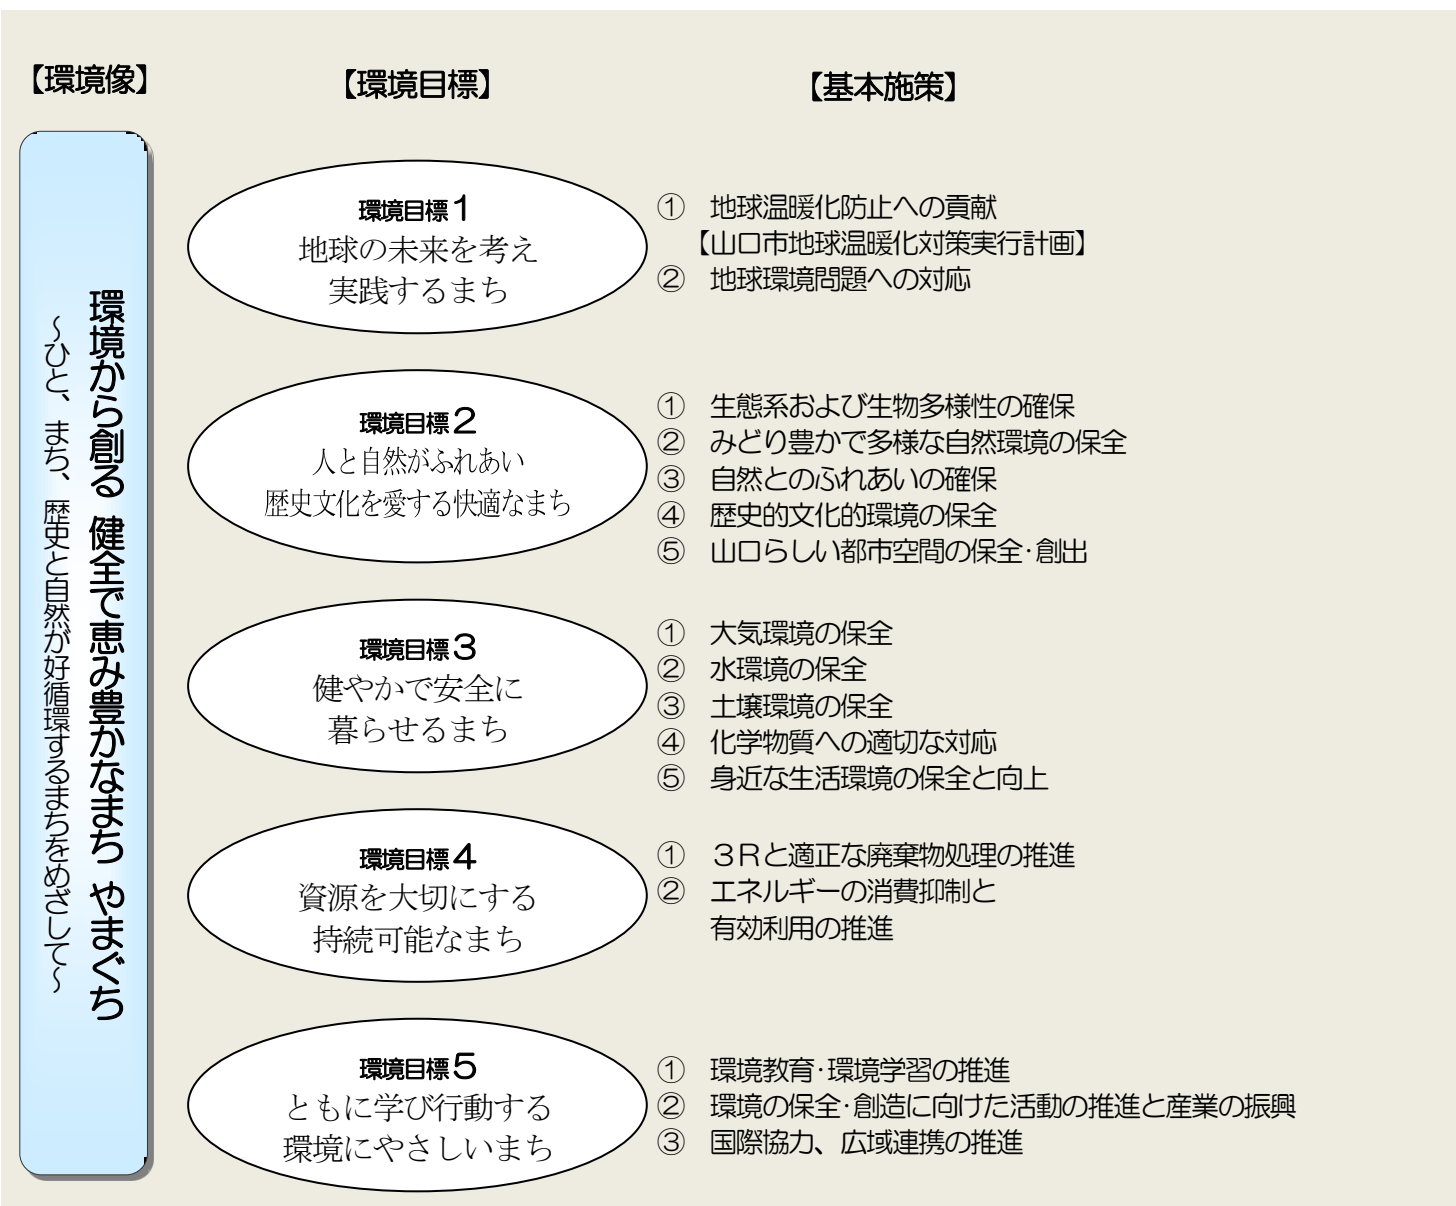 【環境像】
【環境目標】
【基本施策】
環境から創る 健全で恵み豊かなまち やまぐち
～ひと、まち、歴史と自然が好循環するまちをめざして～
環境目標1
地球の未来を考え
実践するまち
① 地球温暖化防止への貢献
【山口市地球温暖化対策実行計画】
② 地球環境問題への対応
環境目標2
人と自然がふれあい
歴史文化を愛する快適なまち
① 生態系および生物多様性の確保
② みどり豊かで多様な自然環境の保全
③ 自然とのふれあいの確保
④ 歴史的文化的環境の保全
⑤ 山口らしい都市空間の保全・創出
環境目標3
健やかで安全に
暮らせるまち
① 大気環境の保全
② 水環境の保全
③ 土壌環境の保全
④ 化学物質への適切な対応
⑤ 身近な生活環境の保全と向上
環境目標4
資源を大切にする
持続可能なまち
① 3Rと適正な廃棄物処理の推進
② エネルギーの消費抑制と
有効利用の推進
環境目標5
ともに学び行動する
環境にやさしいまち
① 環境教育・環境学習の推進
② 環境の保全・創造に向けた活動の推進と産業の振興
③ 国際協力、広域連携の推進